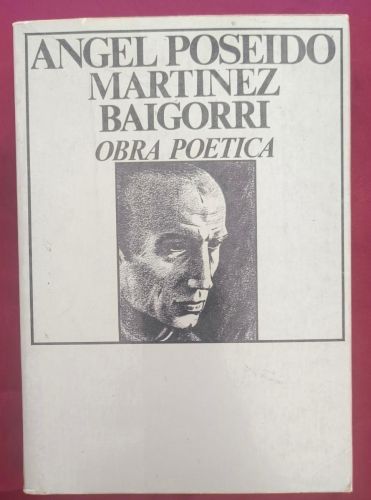 ANGEL POSEIDO
MARTINEZ
BAIGORRI
OBRA POETICA